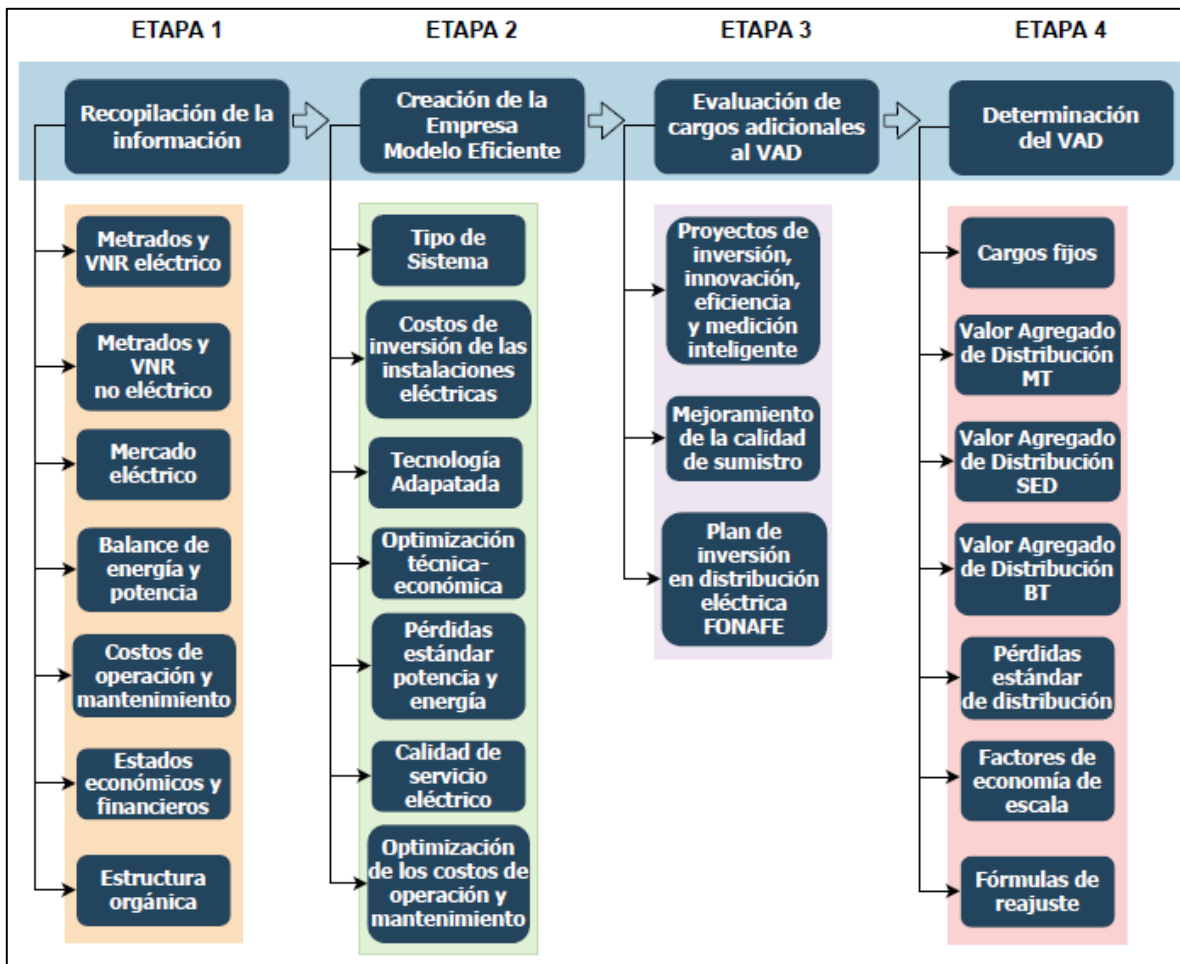 ETAPA 1
ETAPA 2
ETAPA 3
ETAPA 4
Recopilación de la
información
Creación de la
Empresa
Modelo Eficiente
Evaluación de
cargos adicionales
al VAD
Determinación
del VAD
Metrados y
VNR eléctrico
Metrados y
VNR
no eléctrico
Mercado
eléctrico
Balance de
energía y
potencia
Costos de
operación y
mantenimiento
Estados
económicos y
financieros
Estructura
orgánica
Tipo de
Sistema
Costos de
inversión de las
instalaciones
eléctricas
Tecnología
Adapatada
Optimización
técnica-
económica
Pérdidas
estándar
potencia y
energía
Calidad de
servicio
eléctrico
Optimización
de los costos de
operación y
mantenimiento
Proyectos de
inversión,
innovación,
eficiencia
y medición
inteligente
Mejoramiento
de la calidad
de sumistro
Plan de
inversión
en distribución
eléctrica
FONAFE
Cargos fijos
Valor Agregado
de Distribución
MT
Valor Agregado
de Distribución
SED
Valor Agregado
de Distribución
BT
Pérdidas
estándar
de distribución
Factores de
economía de
escala
Fórmulas de
reajuste